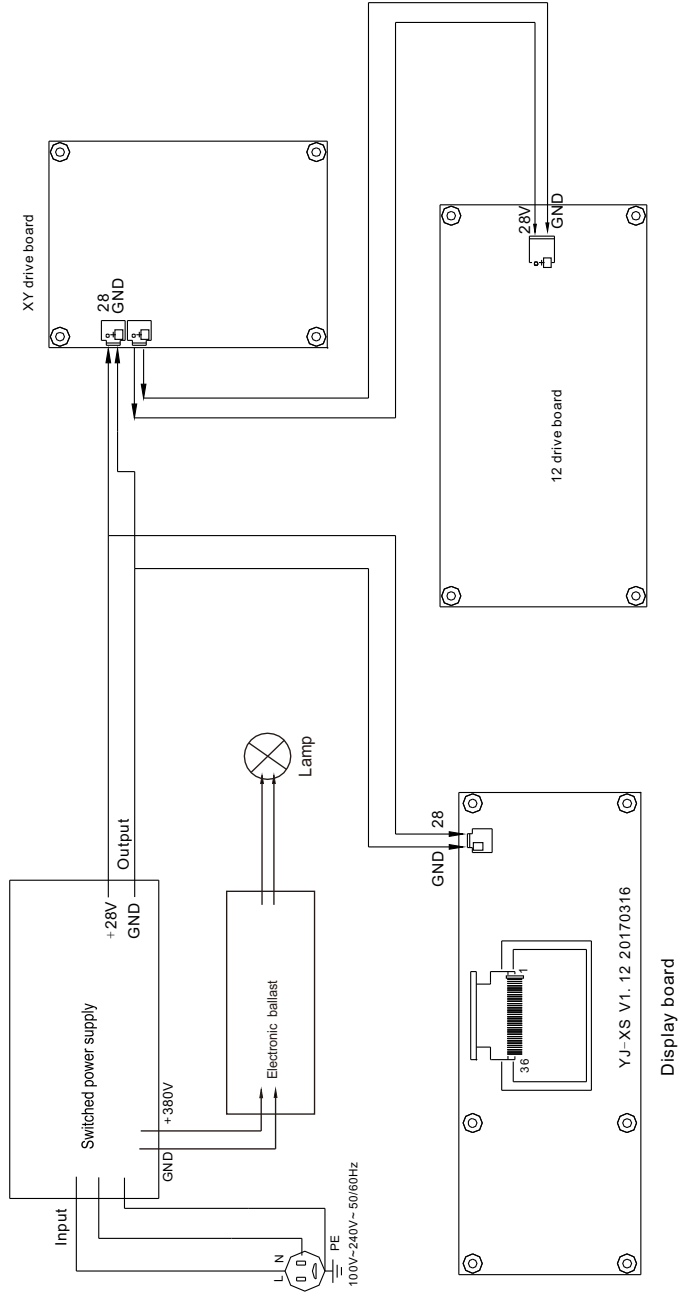 XY drive board
28
GND
28V
GND
12 drive board
Output
+28V
GND
Switched power supply
+380V
GND
Input
L N
PE
100V~240V~ 50/60Hz
Electronic ballast
Lamp
28
GND
1
36
YJ-XS V1. 12 20170316
Display board